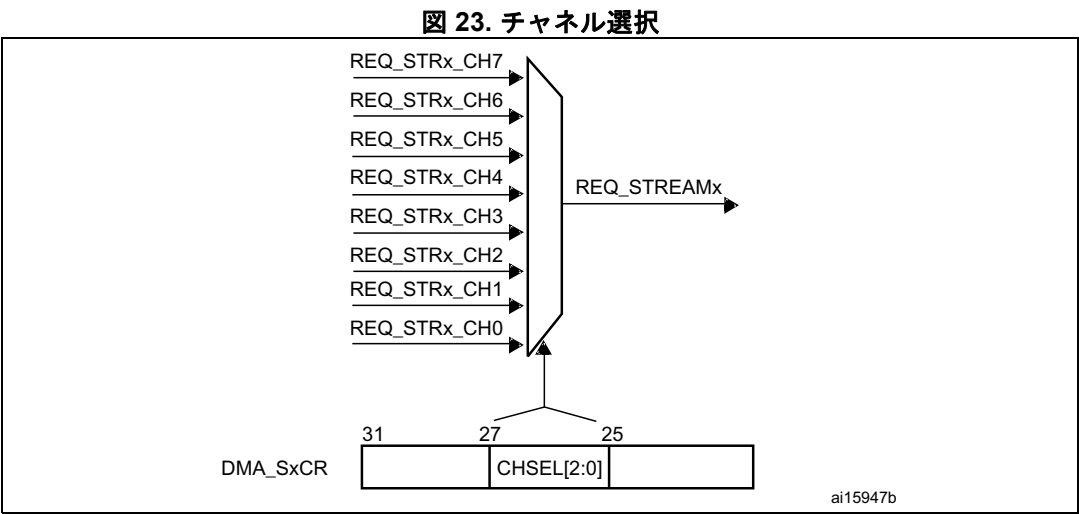 図 23. チャネル選択
REQ_STRx_CH7
REQ_STRx_CH6
REQ_STRx_CH5
REQ_STRx_CH4
REQ_STREAMx
REQ_STRx_CH3
REQ_STRx_CH2
REQ_STRx_CH1
REQ_STRx_CH0
31 27 25
DMA_SxCR CHSEL[2:0]
ai15947b